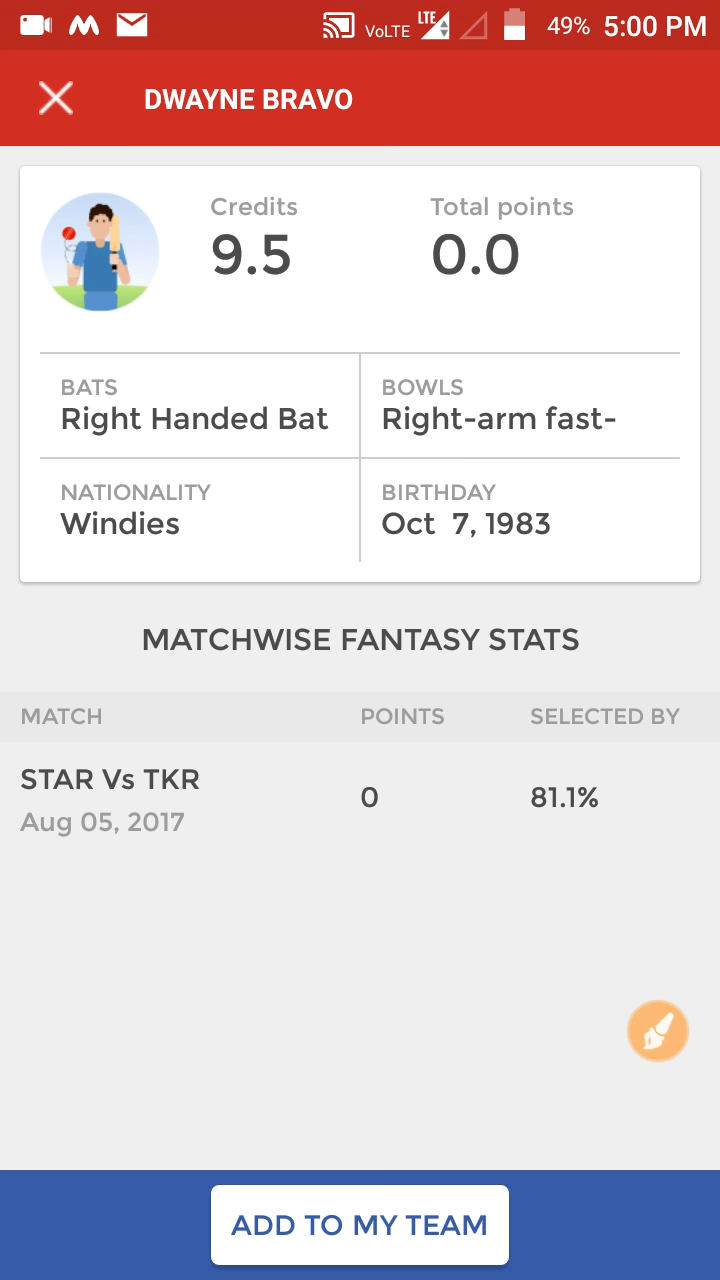 VoLTE LTE 49% 5:00 PM
DWAYNE BRAVO
Credits Total points
9.5 0.0
BATS BOWLS
Right Handed Bat Right-arm fast-
NATIONALITY BIRTHDAY
Windies Oct 7, 1983
MATCHWISE FANTASY STATS
MATCH POINTS SELECTED BY
STAR Vs TKR 0 81.1%
Aug 05, 2017
ADD TO MY TEAM